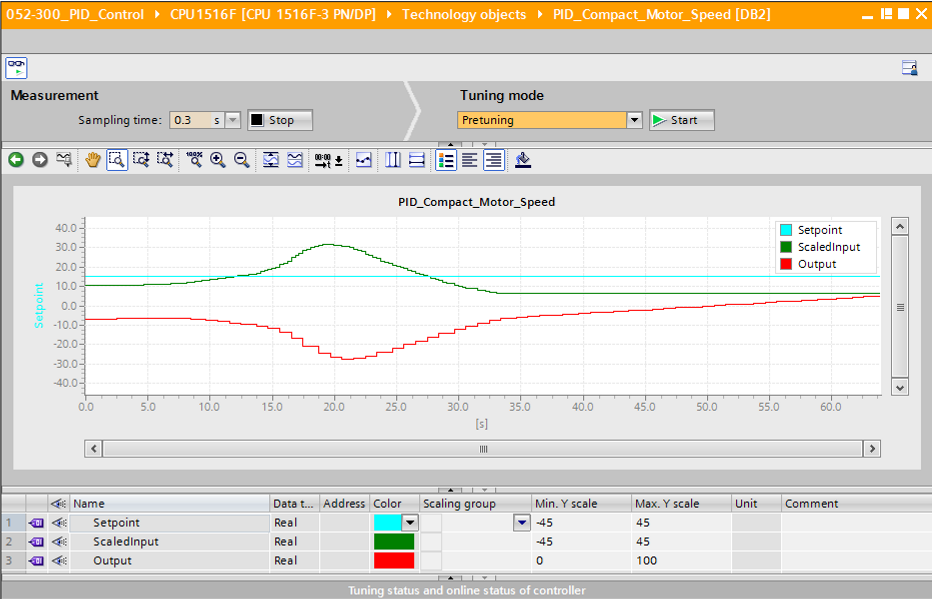 052-300_PID_Control ▸ CPU1516F [CPU 1516F-3 PN/DP] ▸ Technology objects ▸ PID_Compact_Motor_Speed [DB2]
Measurement
Tuning mode
Sampling time: 0.3 s Stop
Pretuning Start
100%
00:00
PID_Compact_Motor_Speed
Setpoint
ScaledInput
Output
Setpoint
40.0
30.0
20.0
10.0
0.0
-10.0
-20.0
-30.0
-40.0
0.0 5.0 10.0 15.0 20.0 25.0 30.0 35.0 40.0 45.0 50.0 55.0 60.0
[s]
Name Data t... Address Color Scaling group Min. Y scale Max. Y scale Unit Comment
1 Setpoint Real -45 45
2 ScaledInput Real -45 45
3 Output Real 0 100
Tuning status and online status of controller